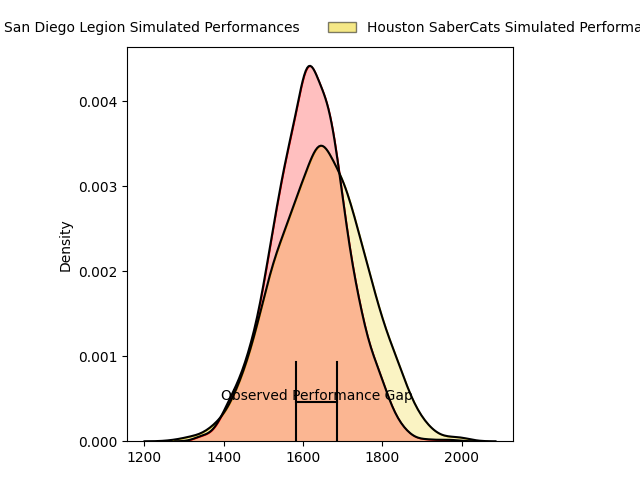 San Diego Legion Simulated Performances
Houston SaberCats Simulated Performa
0.004
0.003
0.002
0.001
0.000
Density
Observed Performance Gap
1200 1400 1600 1800 2000